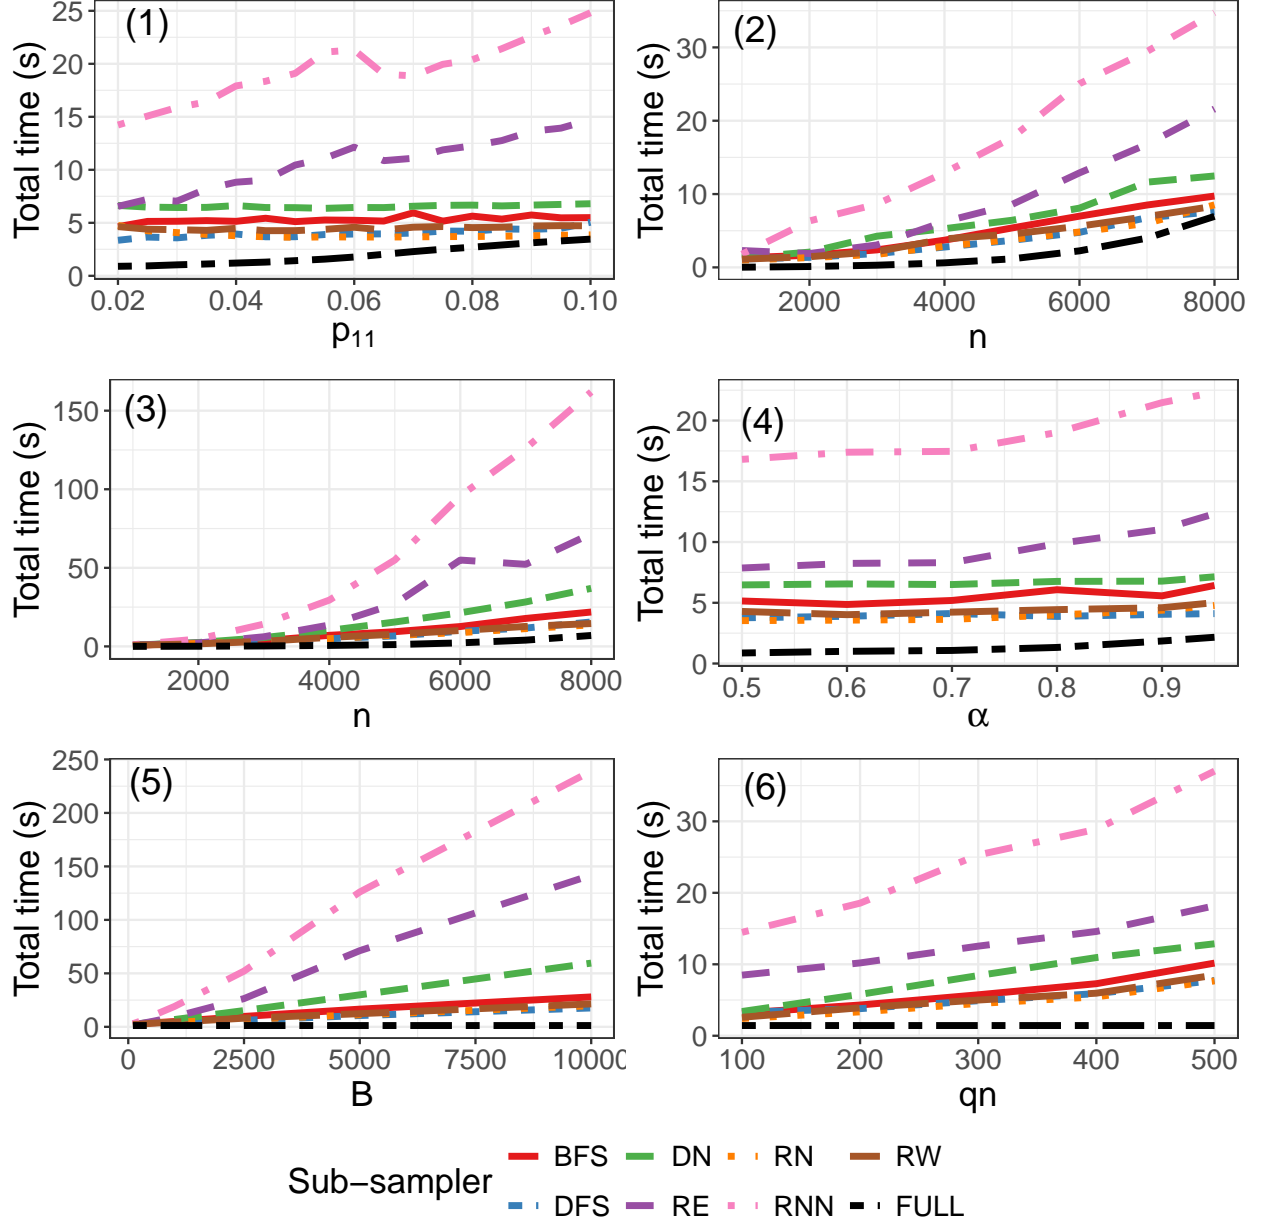 (1)
Total time (s)
25
20
15
10
5
0
0.02 0.04 0.06 0.08 0.10
p11
(2)
Total time (s)
30
20
10
0
2000 4000 6000 8000
n
(3)
Total time (s)
150
100
50
0
2000 4000 6000 8000
n
(4)
Total time (s)
20
15
10
5
0
0.5 0.6 0.7 0.8 0.9
α
(5)
Total time (s)
250
200
150
100
50
0
0 2500 5000 7500 10000
B
(6)
Total time (s)
30
20
10
0
100 200 300 400 500
qn
Sub−sampler
BFS DN RN RW
DFS RE RNN FULL